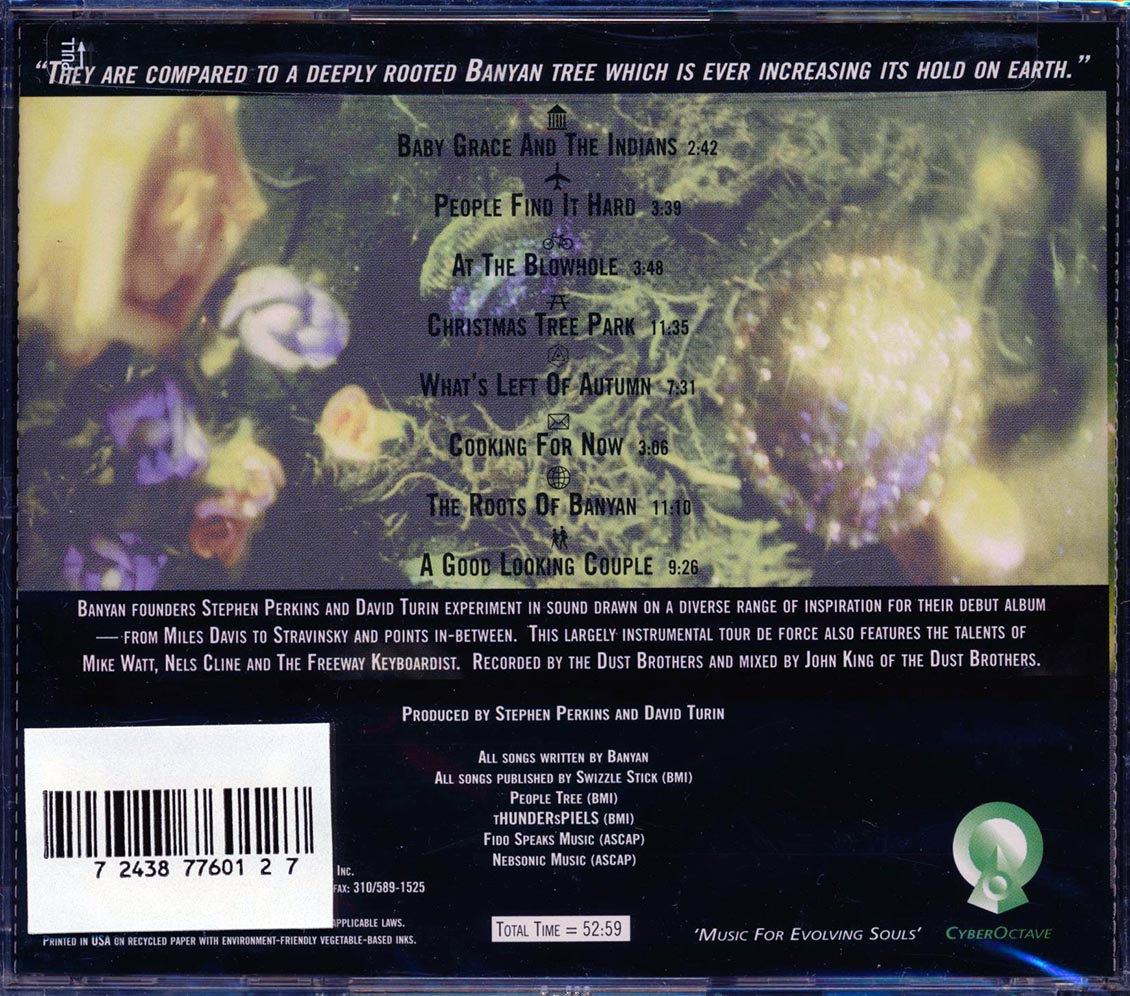 PULL
“THEY ARE COMPARED TO A DEEPLY ROOTED BANYAN TREE WHICH IS EVER INCREASING ITS HOLD ON EARTH.”
BABY GRACE AND THE INDIANS 2:42
PEOPLE FIND IT HARD 3:39
AT THE BLOWHOLE 3:48
CHRISTMAS TREE PARK 11:35
WHAT'S LEFT OF AUTUMN 7:31
COOKING FOR NOW 3:06
THE ROOTS OF BANYAN 11:10
A GOOD LOOKING COUPLE 9:26
BANYAN FOUNDERS STEPHEN PERKINS AND DAVID TURIN EXPERIMENT IN SOUND DRAWN ON A DIVERSE RANGE OF INSPIRATION FOR THEIR DEBUT ALBUM
—FROM MILES DAVIS TO STRAVINSKY AND POINTS IN-BETWEEN. THIS LARGELY INSTRUMENTAL TOUR DE FORCE ALSO FEATURES THE TALENTS OF
MIKE WATT, NELS CLINE AND THE FREEWAY KEYBOARDIST. RECORDED BY THE DUST BROTHERS AND MIXED BY JOHN KING OF THE DUST BROTHERS.
PRODUCED BY STEPHEN PERKINS AND DAVID TURIN
ALL SONGS WRITTEN BY BANYAN
ALL SONGS PUBLISHED BY SWIZZLE STICK (BMI)
PEOPLE TREE (BMI)
tHUNDERsPIELS (BMI)
FIDO SPEAKS MUSIC (ASCAP)
NEBSONIC MUSIC (ASCAP)
7 24387 77601 2 7
INC.
FAX: 310/589-1525
APPLICABLE LAWS.
PRINTED IN USA ON RECYCLED PAPER WITH ENVIRONMENT-FRIENDLY VEGETABLE-BASED INKS.
TOTAL TIME = 52:59
‘MUSIC FOR EVOLVING SOULS’
CYBEROCTAVE